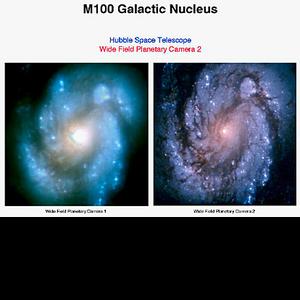 M100 Galactic Nucleus
Hubble Space Telescope
Wide Field Planetary Camera 2
Wide Field Planetary Camera 1
Wide Field Planetary Camera 2